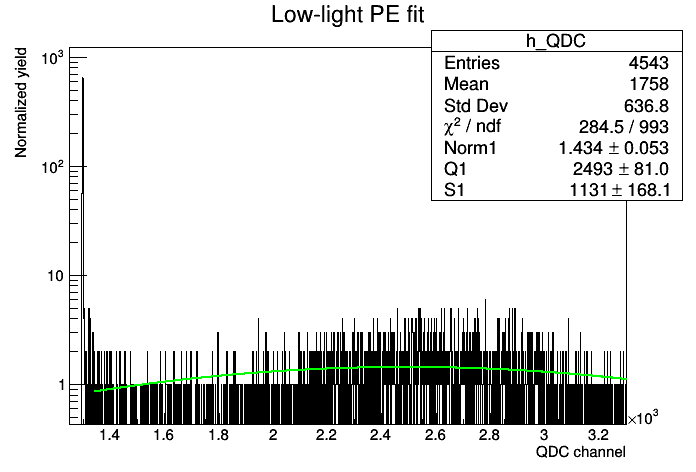 Low-light PE fit
h_QDC
Entries 4543
Mean 1758
Std Dev 636.8
χ² / ndf 284.5 / 993
Norm1 1.434 ± 0.053
Q1 2493 ± 81.0
S1 1131 ± 168.1
Normalized yield
10³
10²
10
1
1.4 1.6 1.8 2 2.2 2.4 2.6 2.8 3 3.2
×10³
QDC channel